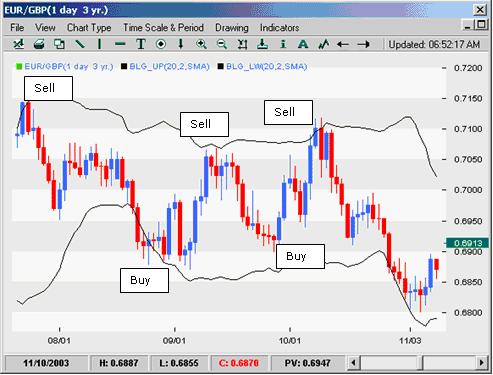 EUR/GBP(1 day 3 yr.)
File View Chart Type Time Scale & Period Drawing Indicators
Updated: 06:52:17 AM
EUR/GBP(1 day 3 yr.) BLG_UP(20,2,SMA) BLG_LW(20,2,SMA)
0.7200
Sell
0.7150
Sell
Sell
0.7100
0.7050
0.7000
0.6950
0.6913
0.6900
Buy
Buy
0.6850
0.6800
08/01 09/01 10/01 11/03
11/10/2003 H: 0.6887 L: 0.6855 C: 0.6870 PV: 0.6947